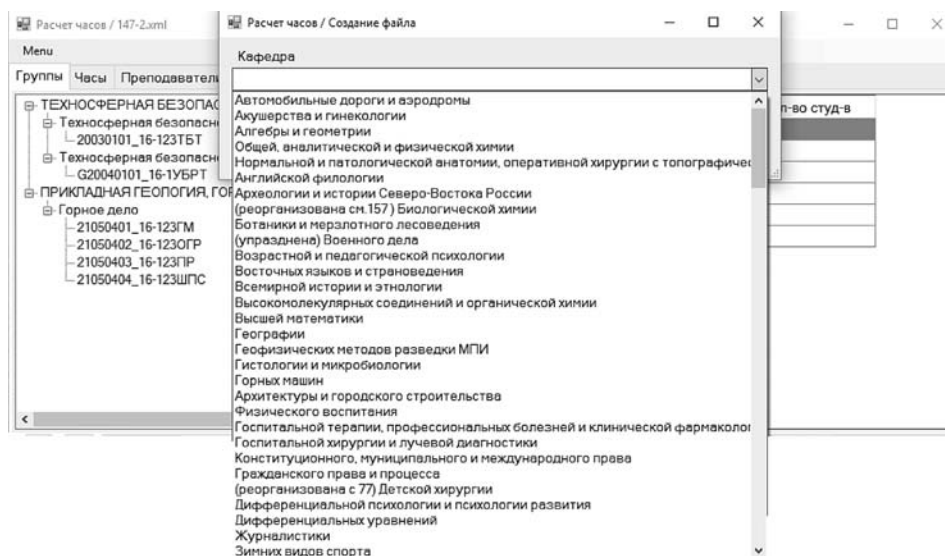 Расчет часов / 147-2.xml
Menu
Группы Часы Преподаватели
ТЕХНОСФЕРНАЯ
Техносферная
20030101_16-123ТБТ
Техносферная
G20040101_16-1УБРТ
ПРИКЛАДНАЯ ГЕОЛОГИЯ,
Горное дело
21050401_16-123ГМ
21050402_16-123ОГР
21050403_16-123ПР
21050404_16-123ШПС
Расчет часов / Создание файла
Кафедра
Автомобильные дороги и аэродромы
Акушерства и гинекологии
Алгебры и геометрии
Общей, аналитической и физической химии
Нормальной и патологической анатомии, оперативной хирургии с топографичес
Английской филологии
Археологии и истории Северо-Востока России
(реорганизована см.157 ) Биологической химии
Ботаники и мерзлотного лесоведения
(упразднена) Военного дела
Возрастной и педагогической психологии
Восточных языков и страноведения
Всемирной истории и этнологии
Высокомолекулярных соединений и органической химии
Высшей математики
Географии
Геофизических методов разведки МПИ
Гистологии и микробиологии
Горных машин
Архитектуры и городского строительства
Физического воспитания
Госпитальной терапии, профессиональных болезней и клинической фармаколог
Госпитальной хирургии и лучевой диагностики
Конституционного, муниципального и международного права
Гражданского права и процесса
(реорганизована с 77) Детской хирургии
Дифференциальной психологии и психологии развития
Дифференциальных уравнений
Журналистики
Зимних видов спорта
л-во студ-в